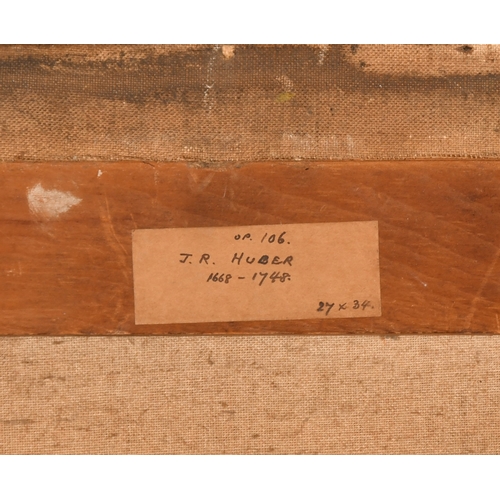 OP. 106.
J. R. HUBER
1668 - 1748.
27 x 34.